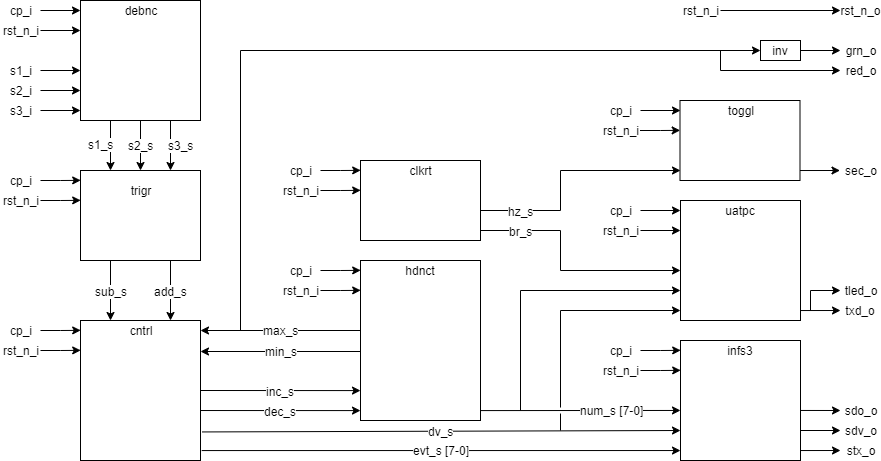 cp_i
debnc
rst_n_i
rst_n_o
rst_n_i
inv
grn_o
s1_i
red_o
s2_i
s3_i
cp_i
toggl
rst_n_i
s1_s
s2_s
s3_s
cp_i
clkrt
sec_o
cp_i
trigr
rst_n_i
rst_n_i
hz_s
cp_i
uatpc
br_s
rst_n_i
cp_i
hdnct
sub_s
add_s
rst_n_i
tled_o
txd_o
cp_i
cntrl
max_s
rst_n_i
min_s
cp_i
infs3
rst_n_i
inc_s
dec_s
num_s [7-0]
sdo_o
dv_s
sdv_o
evt_s [7-0]
stx_o